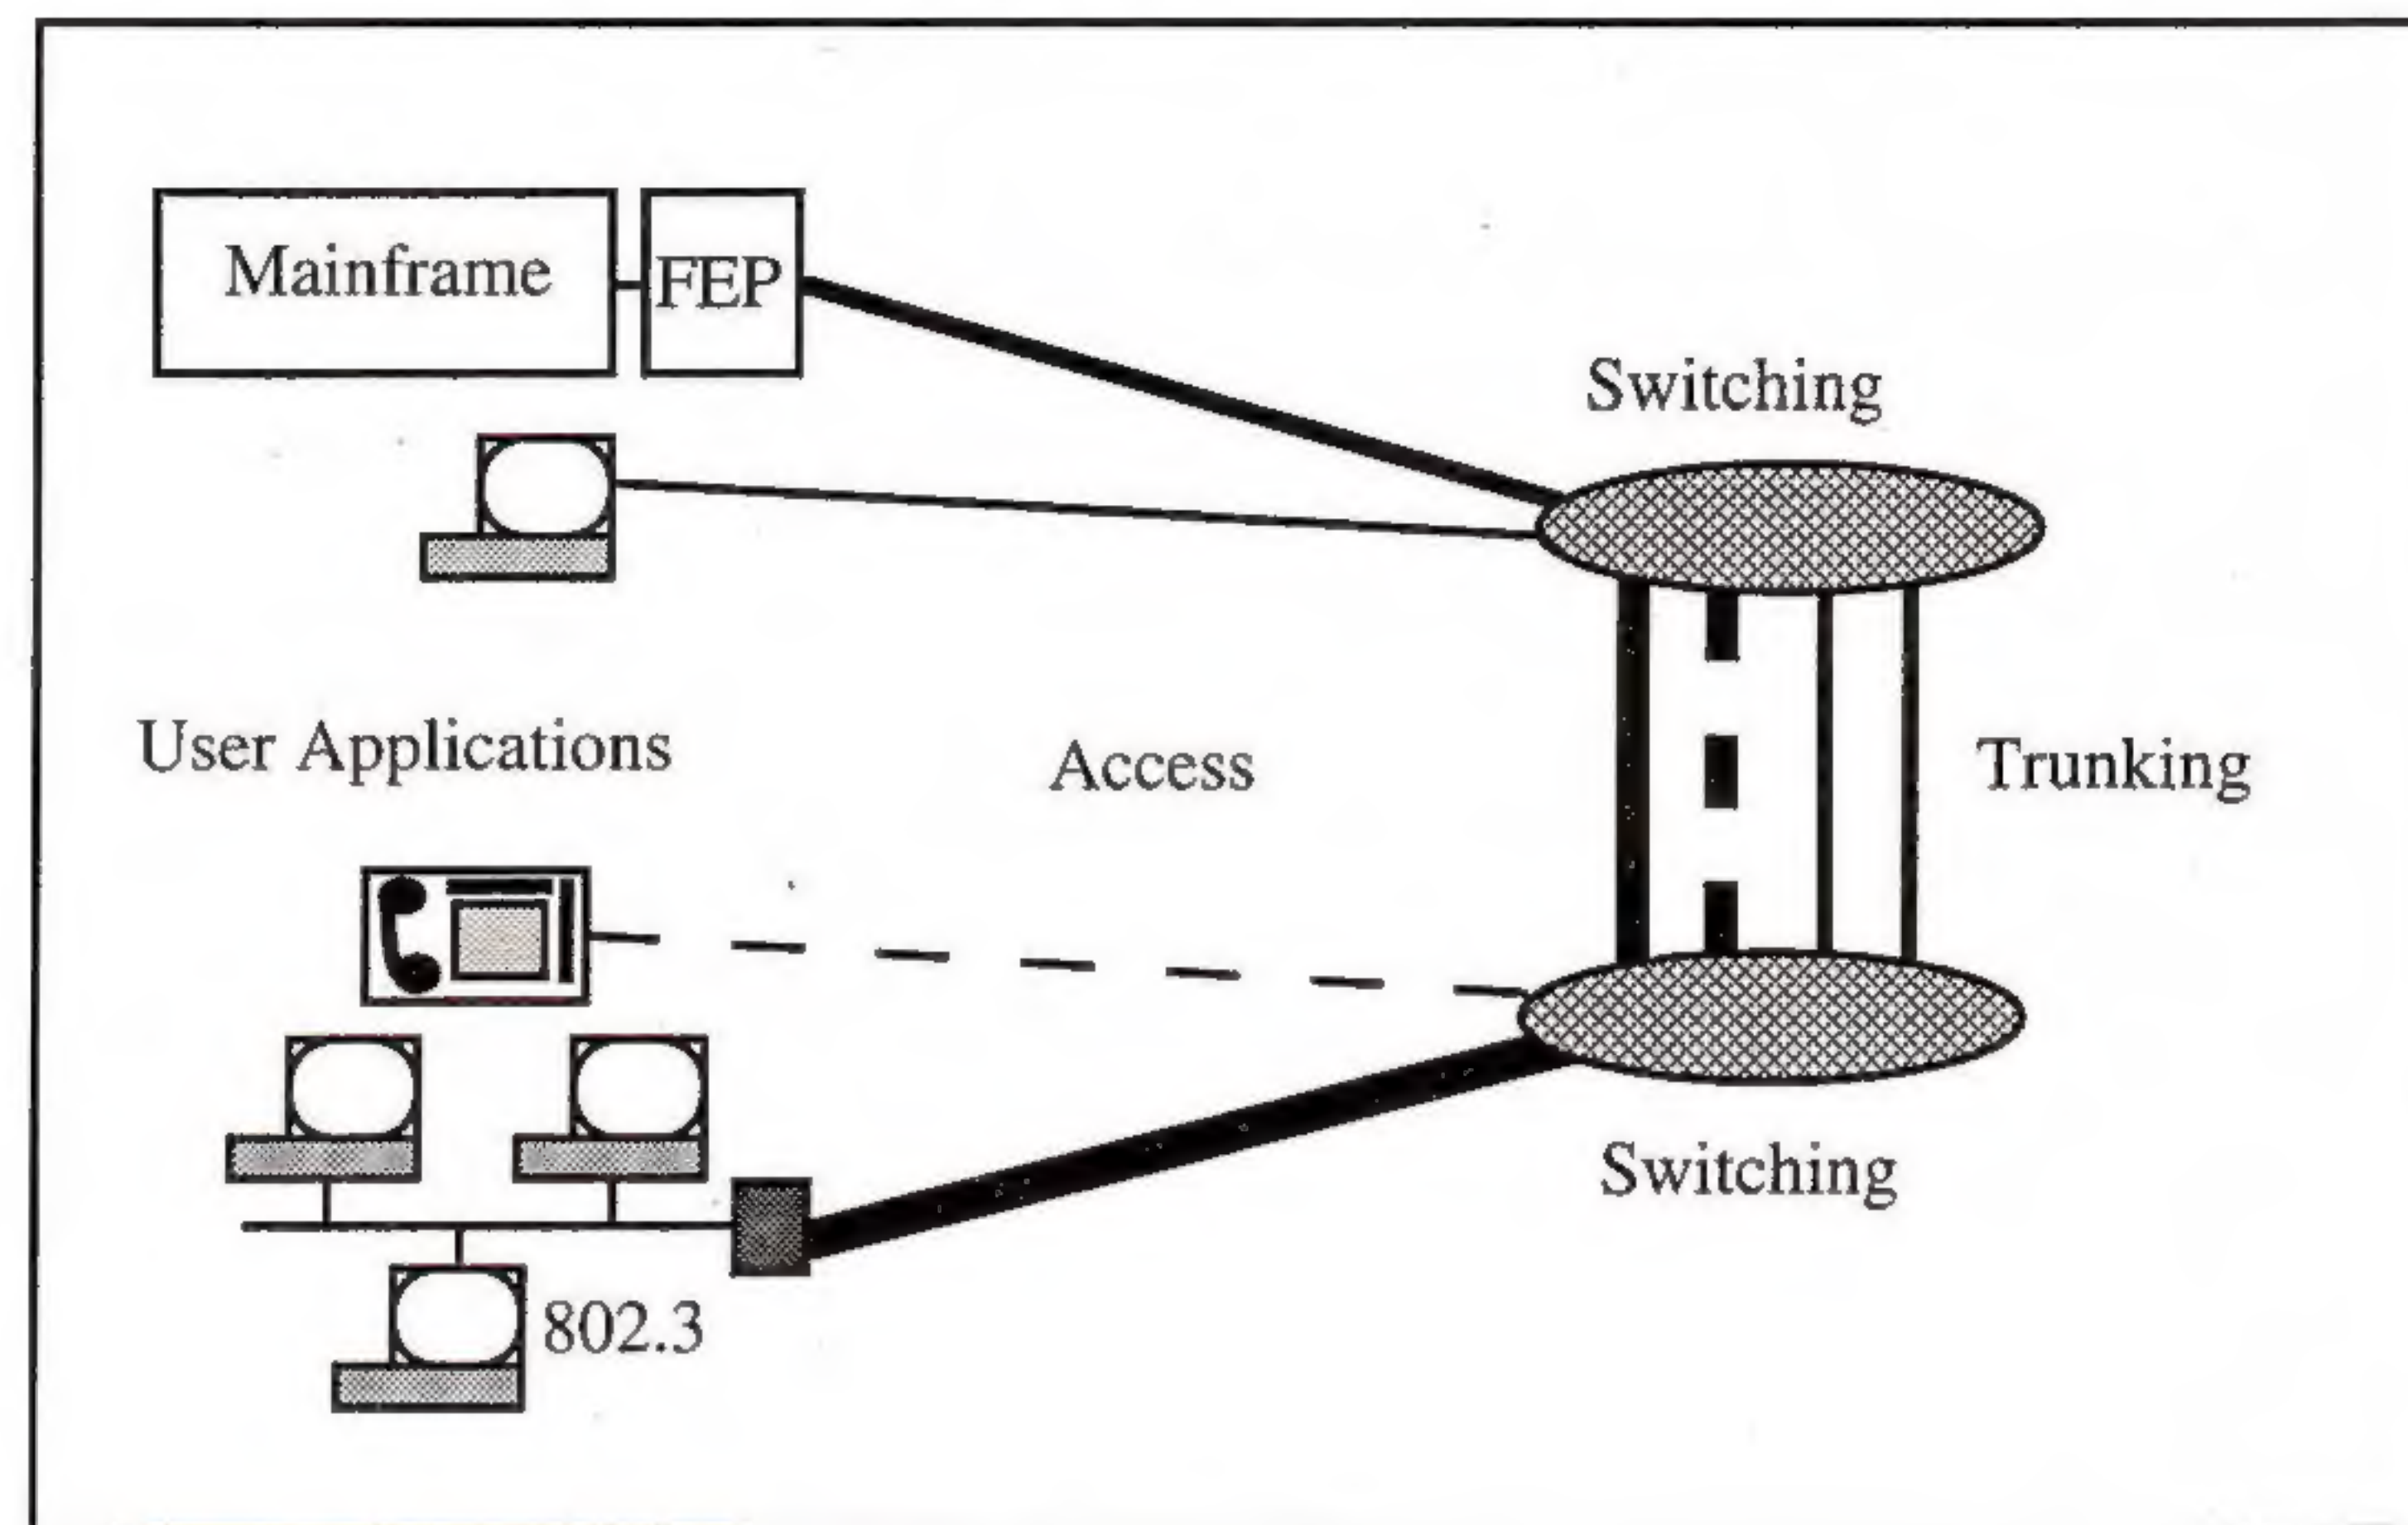 Mainframe
FEP
Switching
User Applications
Access
Trunking
802.3
Switching